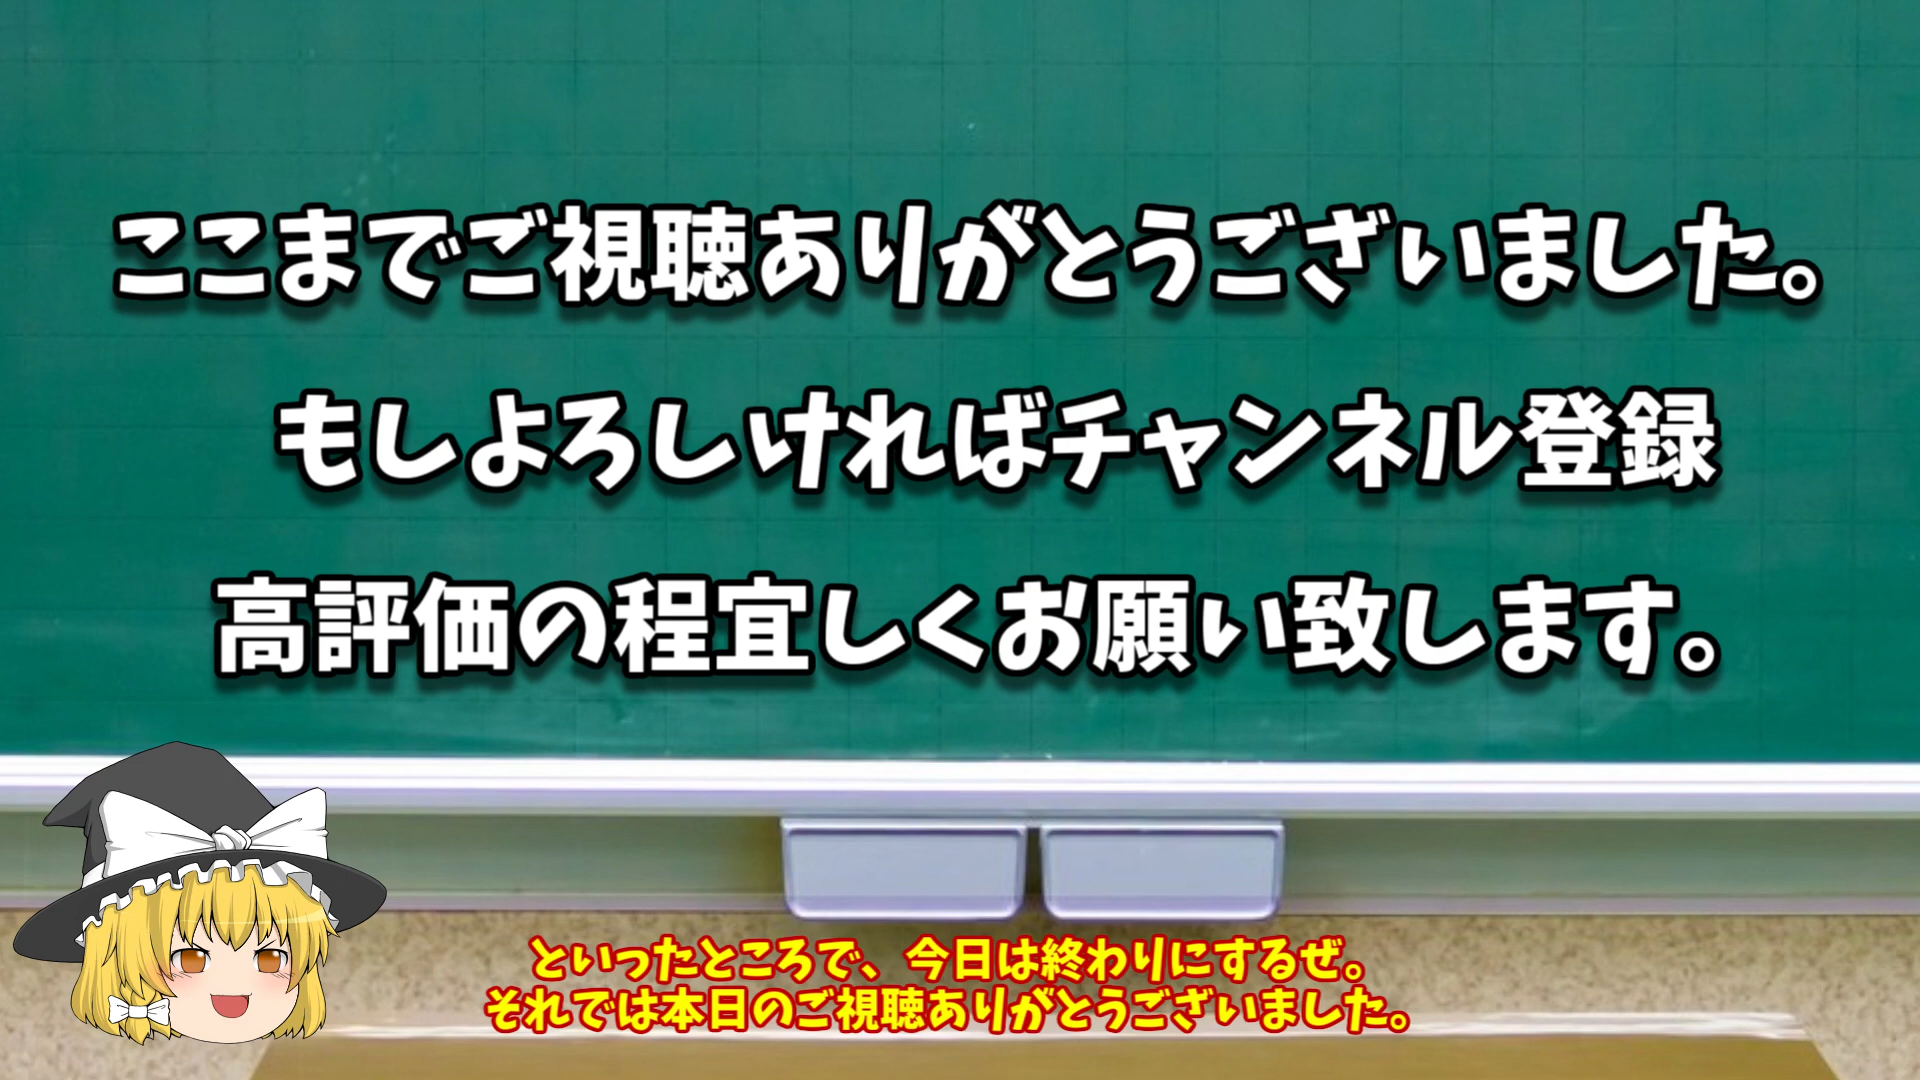 ここまでご視聴ありがとうございました。
もしよろしければチャンネル登録
高評価の程宜しくお願い致します。
といったところで、今日は終わりにするぜ。
それでは本日のご視聴ありがとうございました。